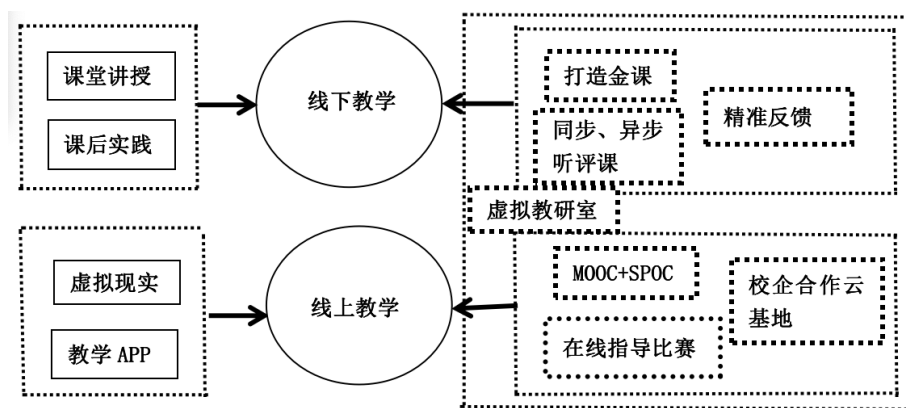 课堂讲授
课后实践
线下教学
打造金课
同步、异步
听评课
精准反馈
虚拟教研室
虚拟现实
教学 APP
线上教学
MOOC+SPOC
在线指导比赛
校企合作云
基地